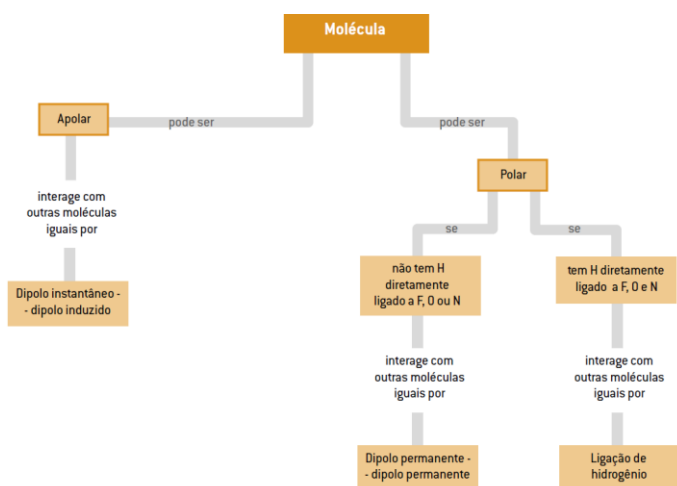 Molécula
pode ser
pode ser
Apolar
Polar
interage com
outras moléculas
iguais por
se
se
Dipolo instantâneo -
- dipolo induzido
não tem H
diretamente
ligado a F, O ou N
tem H diretamente
ligado a F, O e N
interage com
outras moléculas
iguais por
interage com
outras moléculas
iguais por
Dipolo permanente -
- dipolo permanente
Ligação de
hidrogênio